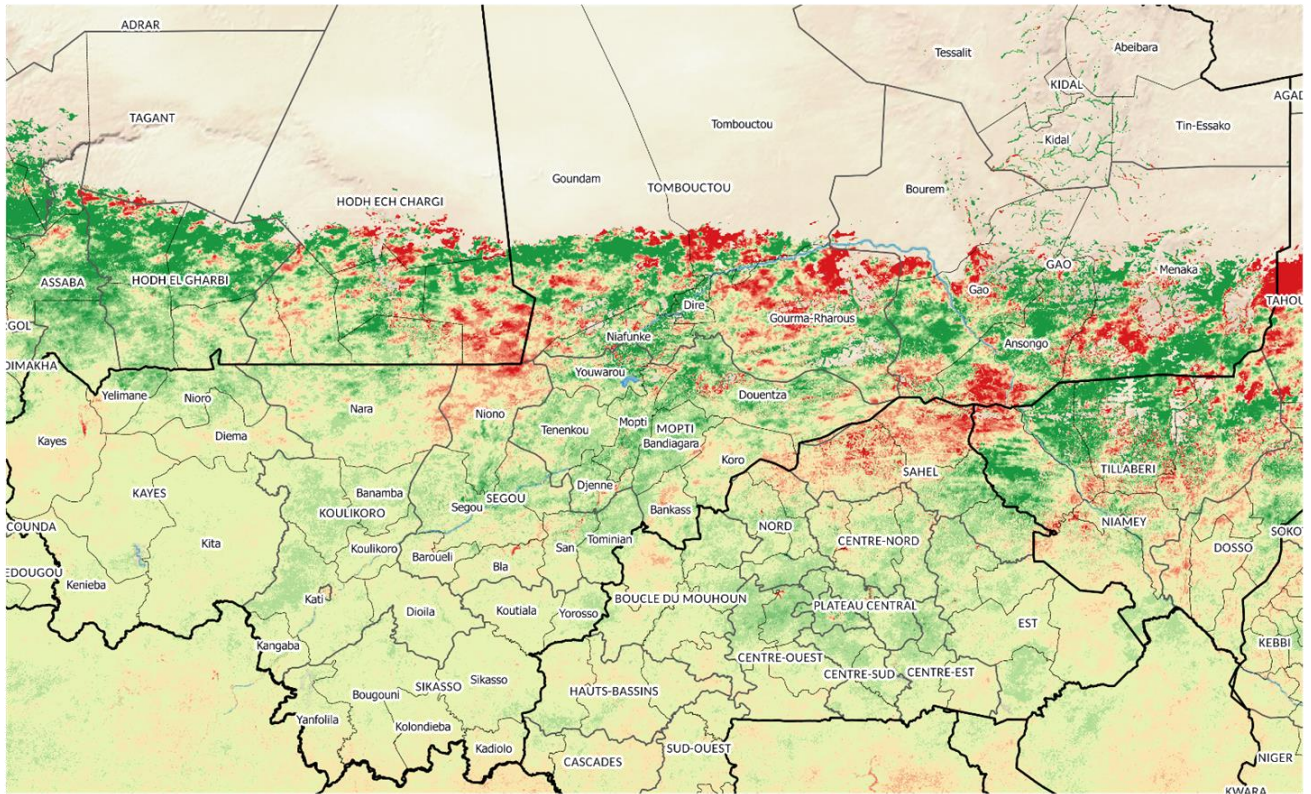 ADRAR
Tessalit
Abeibara
KIDAL
AGAD
TAGANT
Tombouctou
Tin-Essako
Kidal
Goundam
TOMBOUCTOU
Bourem
HODH ECH CHARGI
GAO
Menaka
ASSABA
HODH EL GHARBI
Gao
TAHOU
Dire
Gourma-Rharous
RGOL
Niafunke
Ansongo
DIMAKHA
Youwarou
Yelimane
Nioro
Douentza
Nara
Niono
Tenenkou
Mopti
MOPTI
Kayes
Diema
Bandiagara
Koro
SAHEL
TILLABERI
KAYES
Banamba
SEGOU
Djenne
Segou
KOULIKORO
Bankass
NIAMEY
COUNDA
NORD
SOKO
Kita
Koulikoro
San
Tominian
CENTRE-NORD
DOSSO
Baroueli
Bla
EDOUGOU
Kenieba
Kati
Dioila
Koutiala
Yorosso
BOUCLE DU MOUHOUN
PLATEAU CENTRAL
EST
Kangaba
KEBBI
CENTRE-OUEST
CENTRE-SUD
CENTRE-EST
Bougouni
SIKASSO
Sikasso
HAUTS-BASSINS
Yanfolila
Kolondieba
Kadiolo
SUD-OUEST
CASCADES
NIGER
KWARA